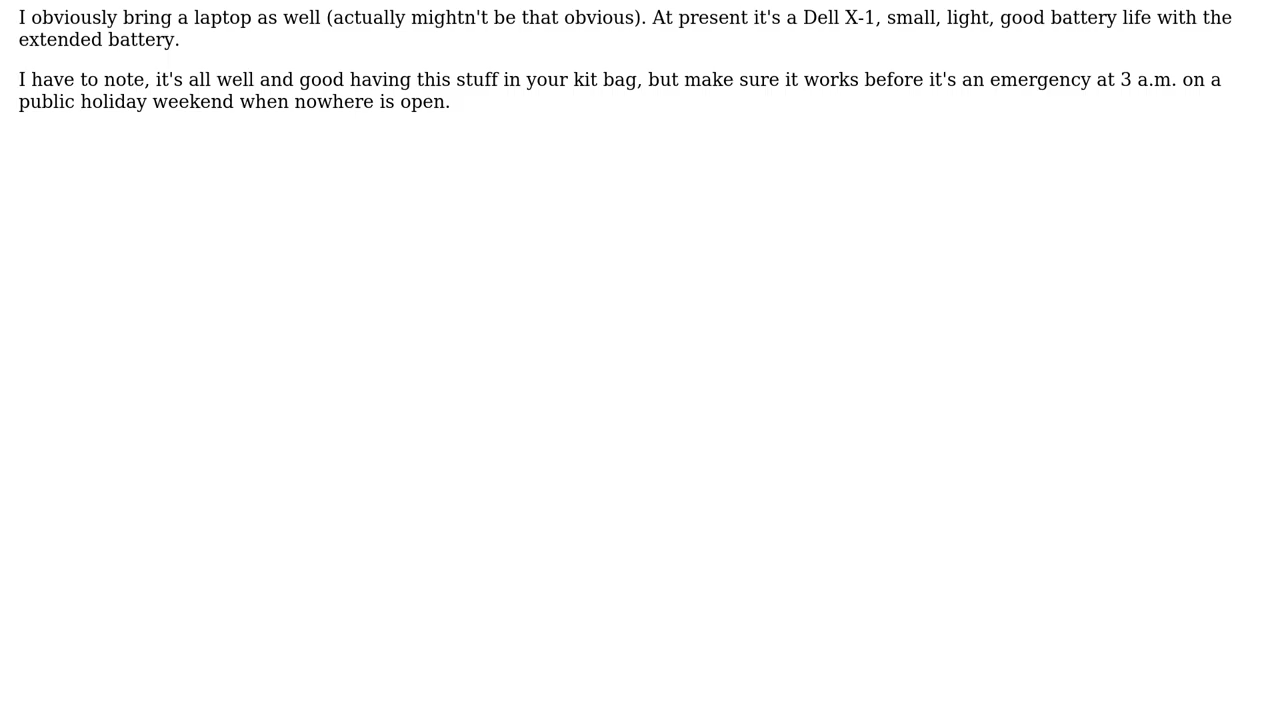 I obviously bring a laptop as well (actually mightn't be that obvious). At present it's a Dell X-1, small, light, good battery life with the
extended battery.
I have to note, it's all well and good having this stuff in your kit bag, but make sure it works before it's an emergency at 3 a.m. on a
public holiday weekend when nowhere is open.